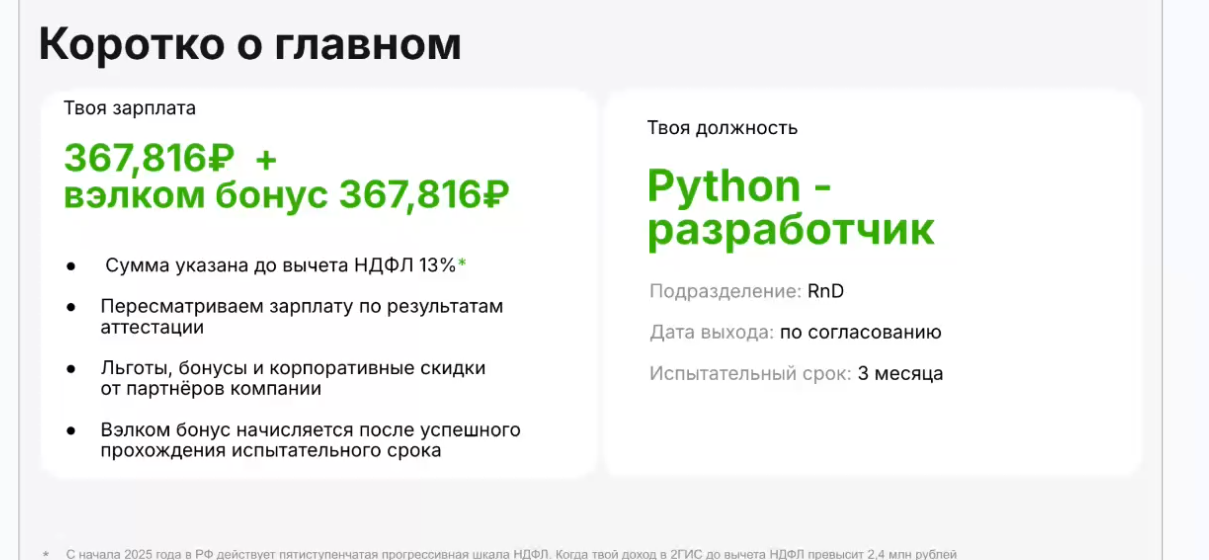 Коротко о главном
Твоя зарплата
367,816₽ +
вэлком бонус 367,816₽
● Сумма указана до вычета НДФЛ 13%*
● Пересматриваем зарплату по результатам
аттестации
● Льготы, бонусы и корпоративные скидки
от партнёров компании
● Вэлком бонус начисляется после успешного
прохождения испытательного срока
Твоя должность
Python -
разработчик
Подразделение: RnD
Дата выхода: по согласованию
Испытательный срок: 3 месяца
* С начала 2025 года в РФ действует пятиступенчатая прогрессивная шкала НДФЛ. Когда твой доход в 2ГИС до вычета НДФЛ превысит 2,4 млн рублей